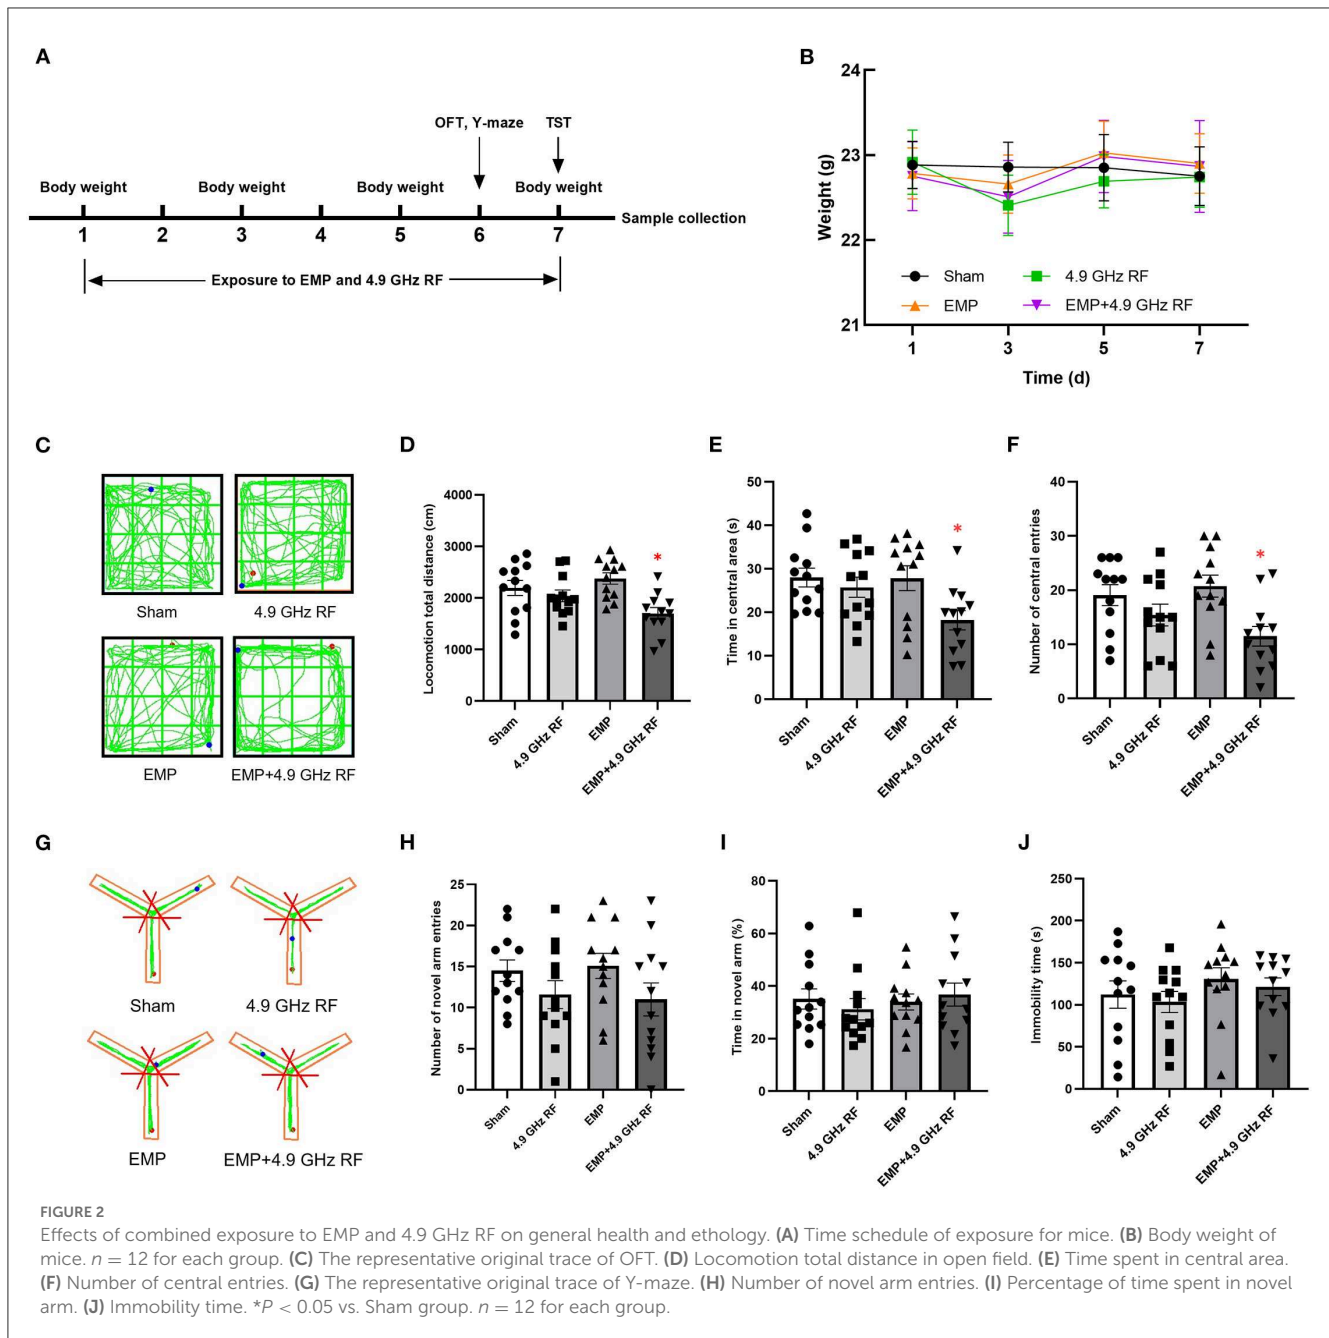 A
OFT, Y-maze
TST
Body weight
Body weight
Body weight
Body weight
Sample collection
1
2
3
4
5
6
7
Exposure to EMP and 4.9 GHz RF
B
24
23
22
21
Weight (g)
Sham
4.9 GHz RF
EMP
EMP+4.9 GHz RF
1
3
5
7
Time (d)
C
Sham
4.9 GHz RF
EMP
EMP+4.9 GHz RF
D
4000
3000
2000
1000
0
Locomotion total distance (cm)
*
Sham
4.9 GHz RF
EMP
EMP+4.9 GHz RF
E
50
40
30
20
10
0
Time in central area (s)
*
Sham
4.9 GHz RF
EMP
EMP+4.9 GHz RF
F
40
30
20
10
0
Number of central entries
*
Sham
4.9 GHz RF
EMP
EMP+4.9 GHz RF
G
Sham
4.9 GHz RF
EMP
EMP+4.9 GHz RF
H
25
20
15
10
5
0
Number of novel arm entries
Sham
4.9 GHz RF
EMP
EMP+4.9 GHz RF
I
80
60
40
20
0
Time in novel arm (%)
Sham
4.9 GHz RF
EMP
EMP+4.9 GHz RF
J
250
200
150
100
50
0
Immobility time (s)
Sham
4.9 GHz RF
EMP
EMP+4.9 GHz RF
FIGURE 2
Effects of combined exposure to EMP and 4.9 GHz RF on general health and ethology. (A) Time schedule of exposure for mice. (B) Body weight of
mice. n = 12 for each group. (C) The representative original trace of OFT. (D) Locomotion total distance in open field. (E) Time spent in central area.
(F) Number of central entries. (G) The representative original trace of Y-maze. (H) Number of novel arm entries. (I) Percentage of time spent in novel
arm. (J) Immobility time. *P < 0.05 vs. Sham group. n = 12 for each group.